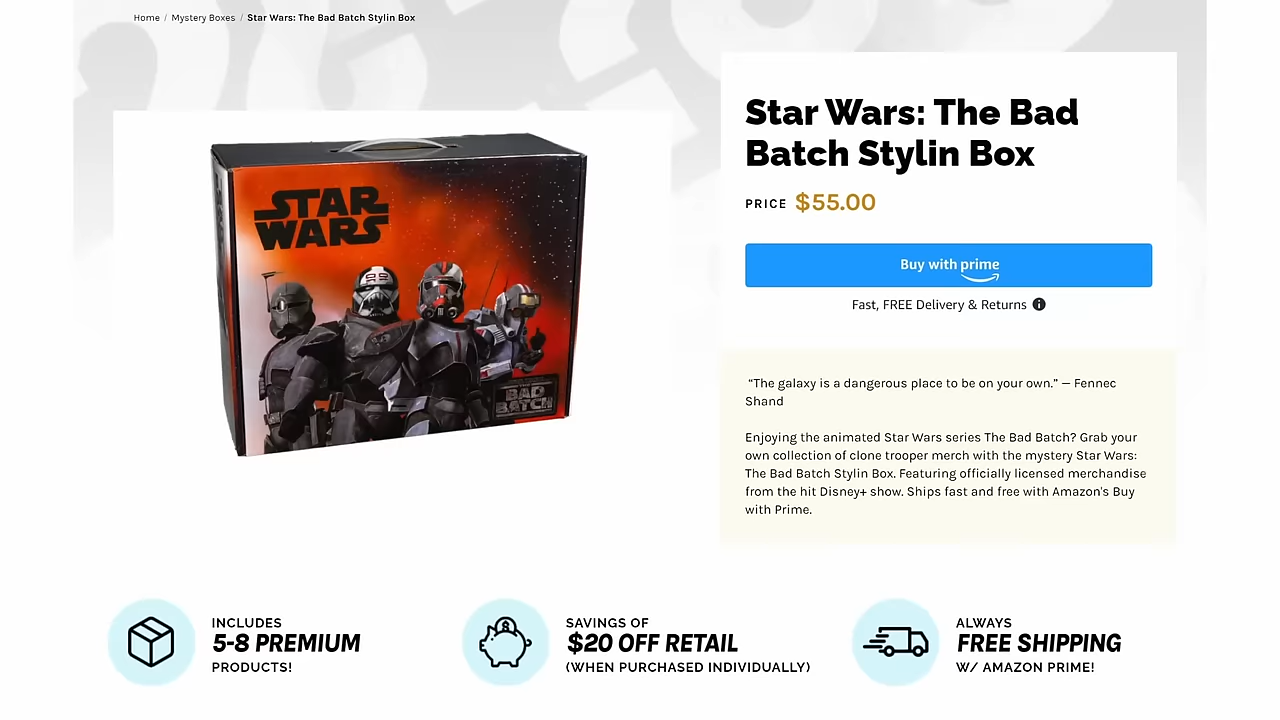 Home / Mystery Boxes / Star Wars: The Bad Batch Stylin Box
STAR
WARS
THE
BAD
BATCH
Star Wars: The Bad
Batch Stylin Box
PRICE $55.00
Buy with prime
Fast, FREE Delivery & Returns
“The galaxy is a dangerous place to be on your own.” — Fennec
Shand
Enjoying the animated Star Wars series The Bad Batch? Grab your
own collection of clone trooper merch with the mystery Star Wars:
The Bad Batch Stylin Box. Featuring officially licensed merchandise
from the hit Disney+ show. Ships fast and free with Amazon's Buy
with Prime.
INCLUDES
5-8 PREMIUM
PRODUCTS!
SAVINGS OF
$20 OFF RETAIL
(WHEN PURCHASED INDIVIDUALLY)
ALWAYS
FREE SHIPPING
W/ AMAZON PRIME!